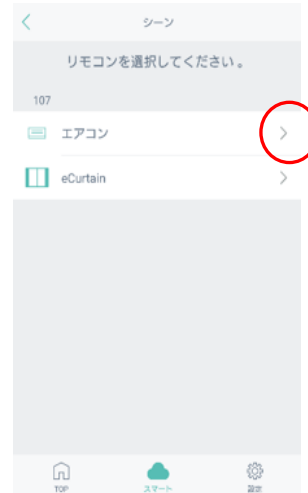 シーン
リモコンを選択してください。
107
エアコン
eCurtain
TOP
スマート
設定